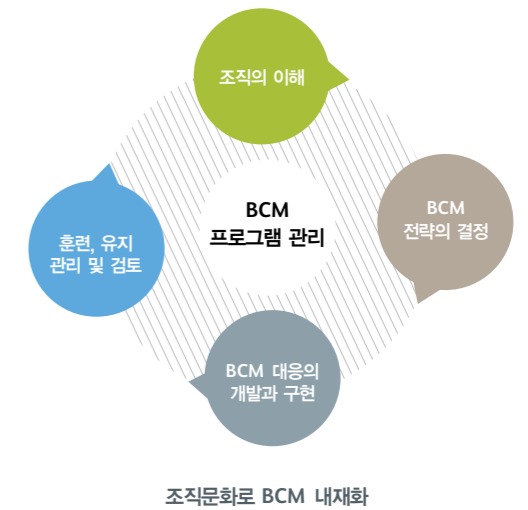 조직의 이해
BCM
전략의 결정
BCM
프로그램 관리
훈련, 유지
관리 및 검토
BCM 대응의
개발과 구현
조직문화로 BCM 내재화